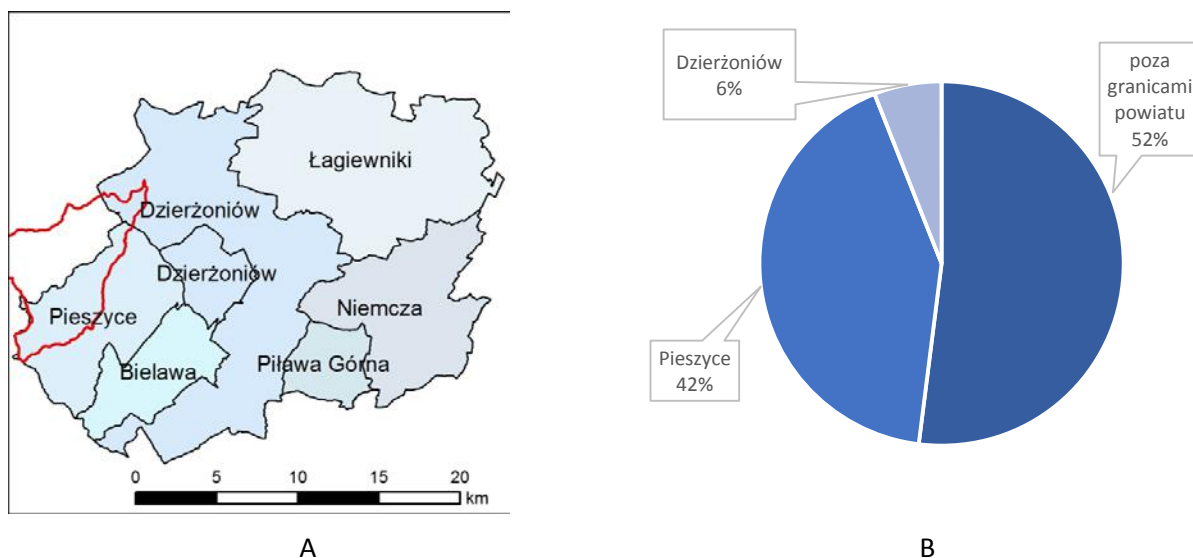 Łagiewniki
Dzierżoniów
Dzierżoniów
Pieszyce
Niemcza
Bielawa
Piława Górna
0 5 10 15 20
km
A
Dzierżoniów
6%
poza
granicami
powiatu
52%
Pieszyce
42%
B